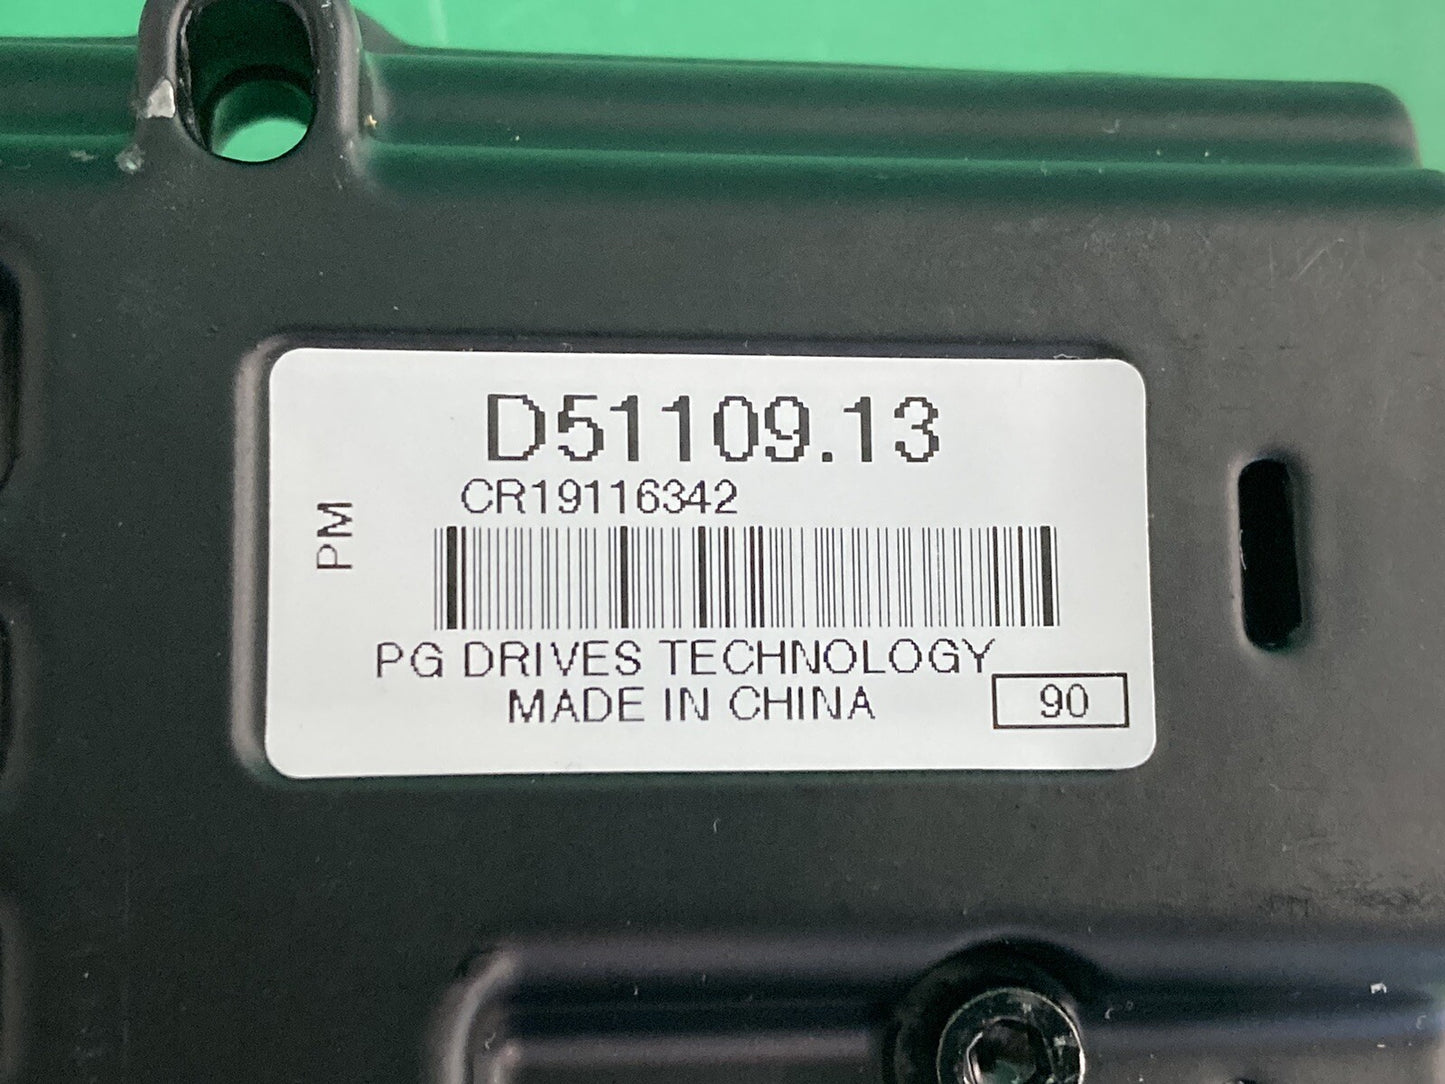 D51109.13
CR19116342
PM
PG DRIVES TECHNOLOGY
MADE IN CHINA
90